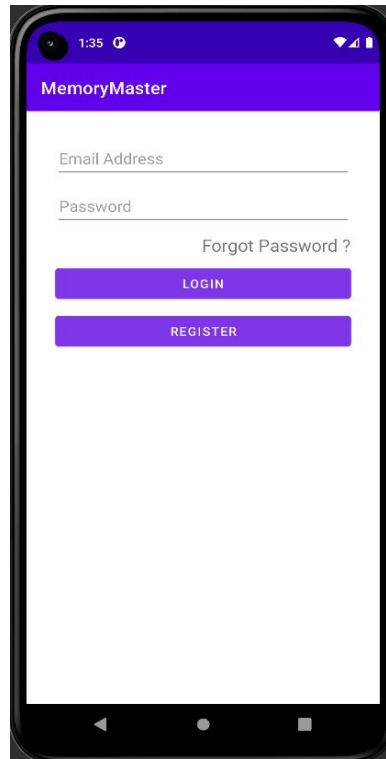 1:35
MemoryMaster
Email Address
Password
Forgot Password ?
LOGIN
REGISTER